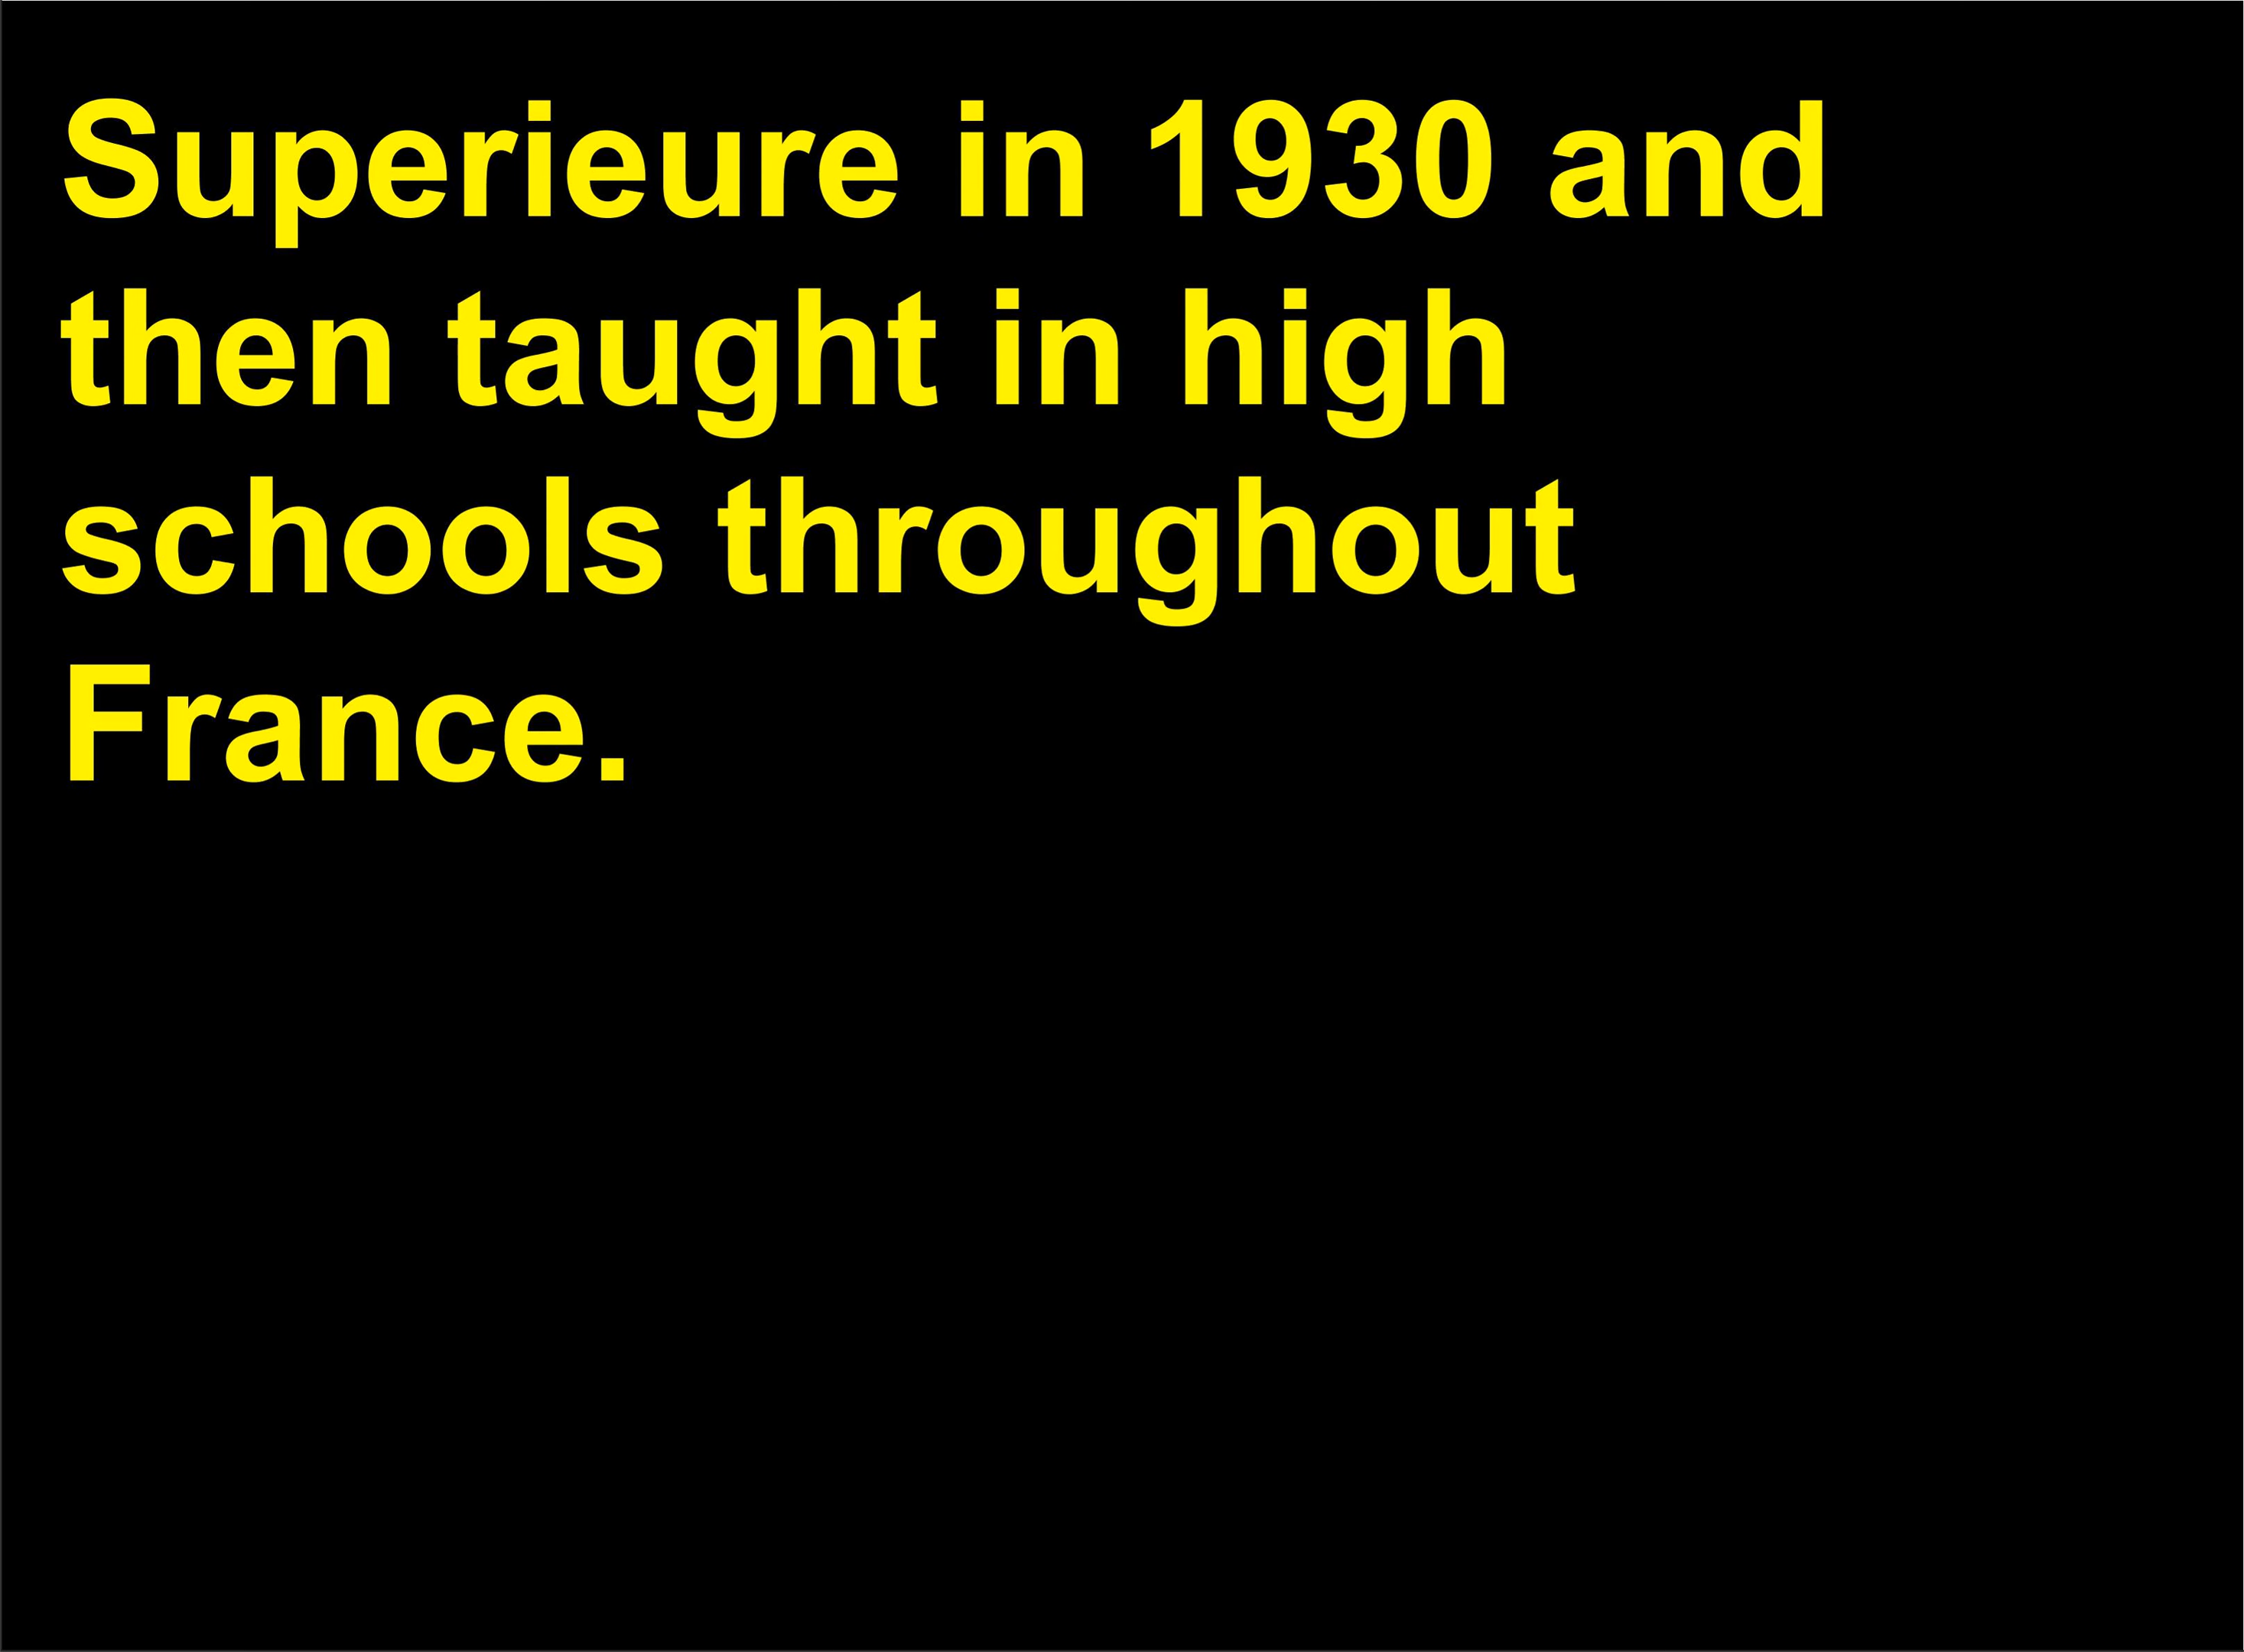 Superieure in 1930 and
then taught in high
schools throughout
France.